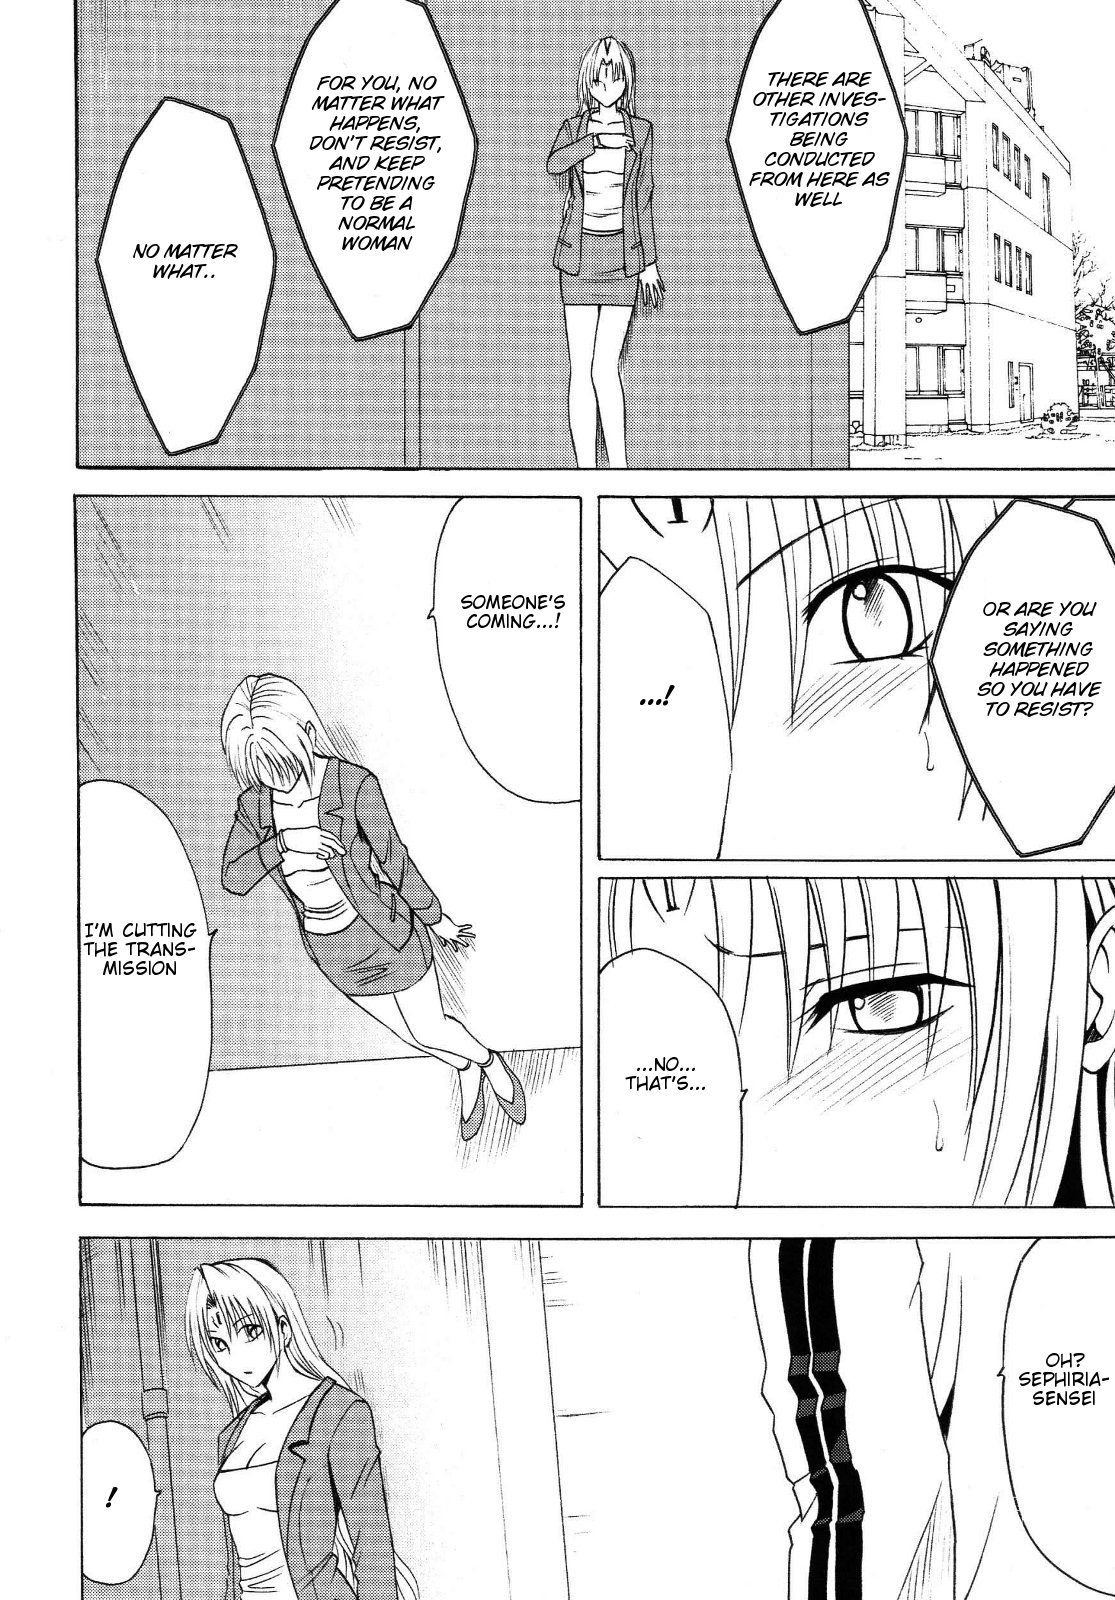 THERE ARE
OTHER INVES-
TIGATIONS
BEING
CONDUCTED
FROM HERE AS
WELL
FOR YOU, NO
MATTER WHAT
HAPPENS,
DON'T RESIST,
AND KEEP
PRETENDING
TO BE A
NORMAL
WOMAN
NO MATTER
WHAT..
OR ARE YOU
SAYING
SOMETHING
HAPPENED
SO YOU HAVE
TO RESIST?
...!
...NO...
THAT'S...
SOMEONE'S
COMING...!
I'M CUTTING
THE TRANS-
MISSION
OH?
SEPHIRIA-
SENSEI
!